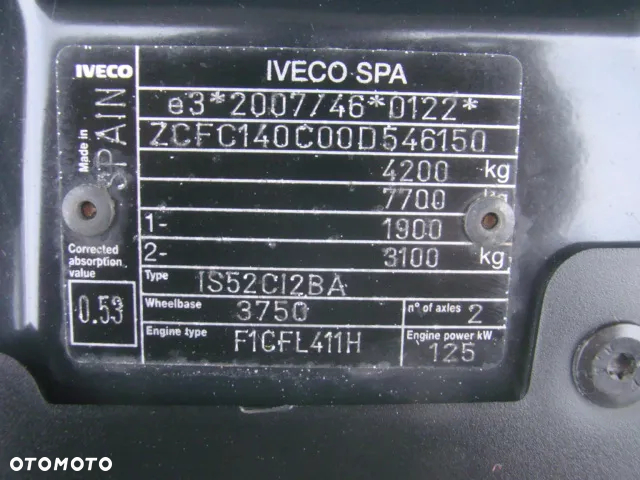 IVECO
IVECO SPA
Made in
SPAIN
e3*2007/46*0122*
ZCFC140C00D546150
4200 kg
7700 kg
1- 1900
2- 3100 kg
Corrected
absorption
value
0.53
Type IS52CI2BA
Wheelbase 3750
n° of axles 2
Engine type F1CFL411H
Engine power kW
125
OTOMOTO